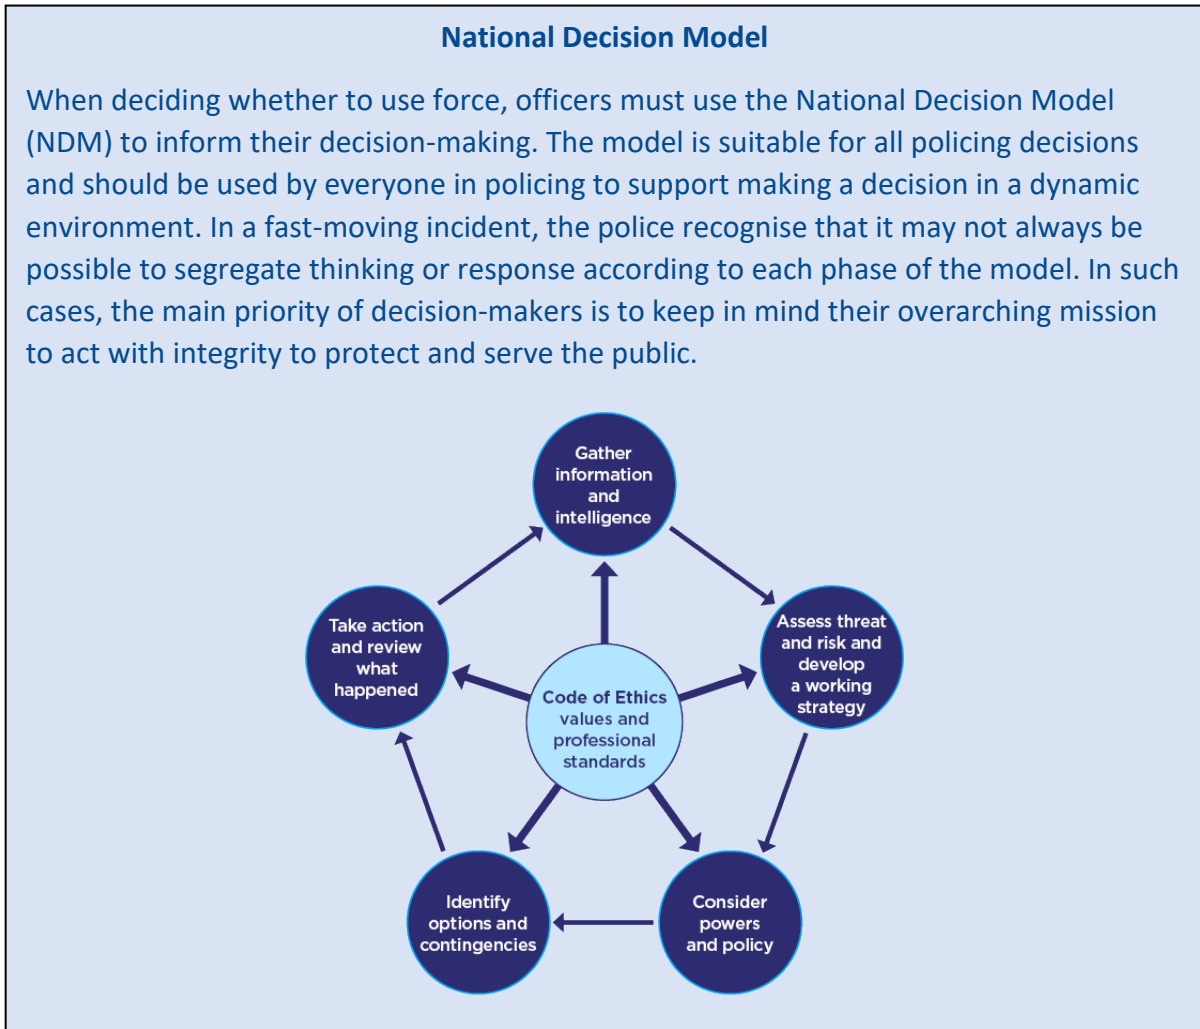 National Decision Model
When deciding whether to use force, officers must use the National Decision Model
(NDM) to inform their decision-making. The model is suitable for all policing decisions
and should be used by everyone in policing to support making a decision in a dynamic
environment. In a fast-moving incident, the police recognise that it may not always be
possible to segregate thinking or response according to each phase of the model. In such
cases, the main priority of decision-makers is to keep in mind their overarching mission
to act with integrity to protect and serve the public.
Gather
information
and
intelligence
Assess threat
and risk and
develop
a working
strategy
Consider
powers
and policy
Identify
options and
contingencies
Take action
and review
what
happened
Code of Ethics
values and
professional
standards